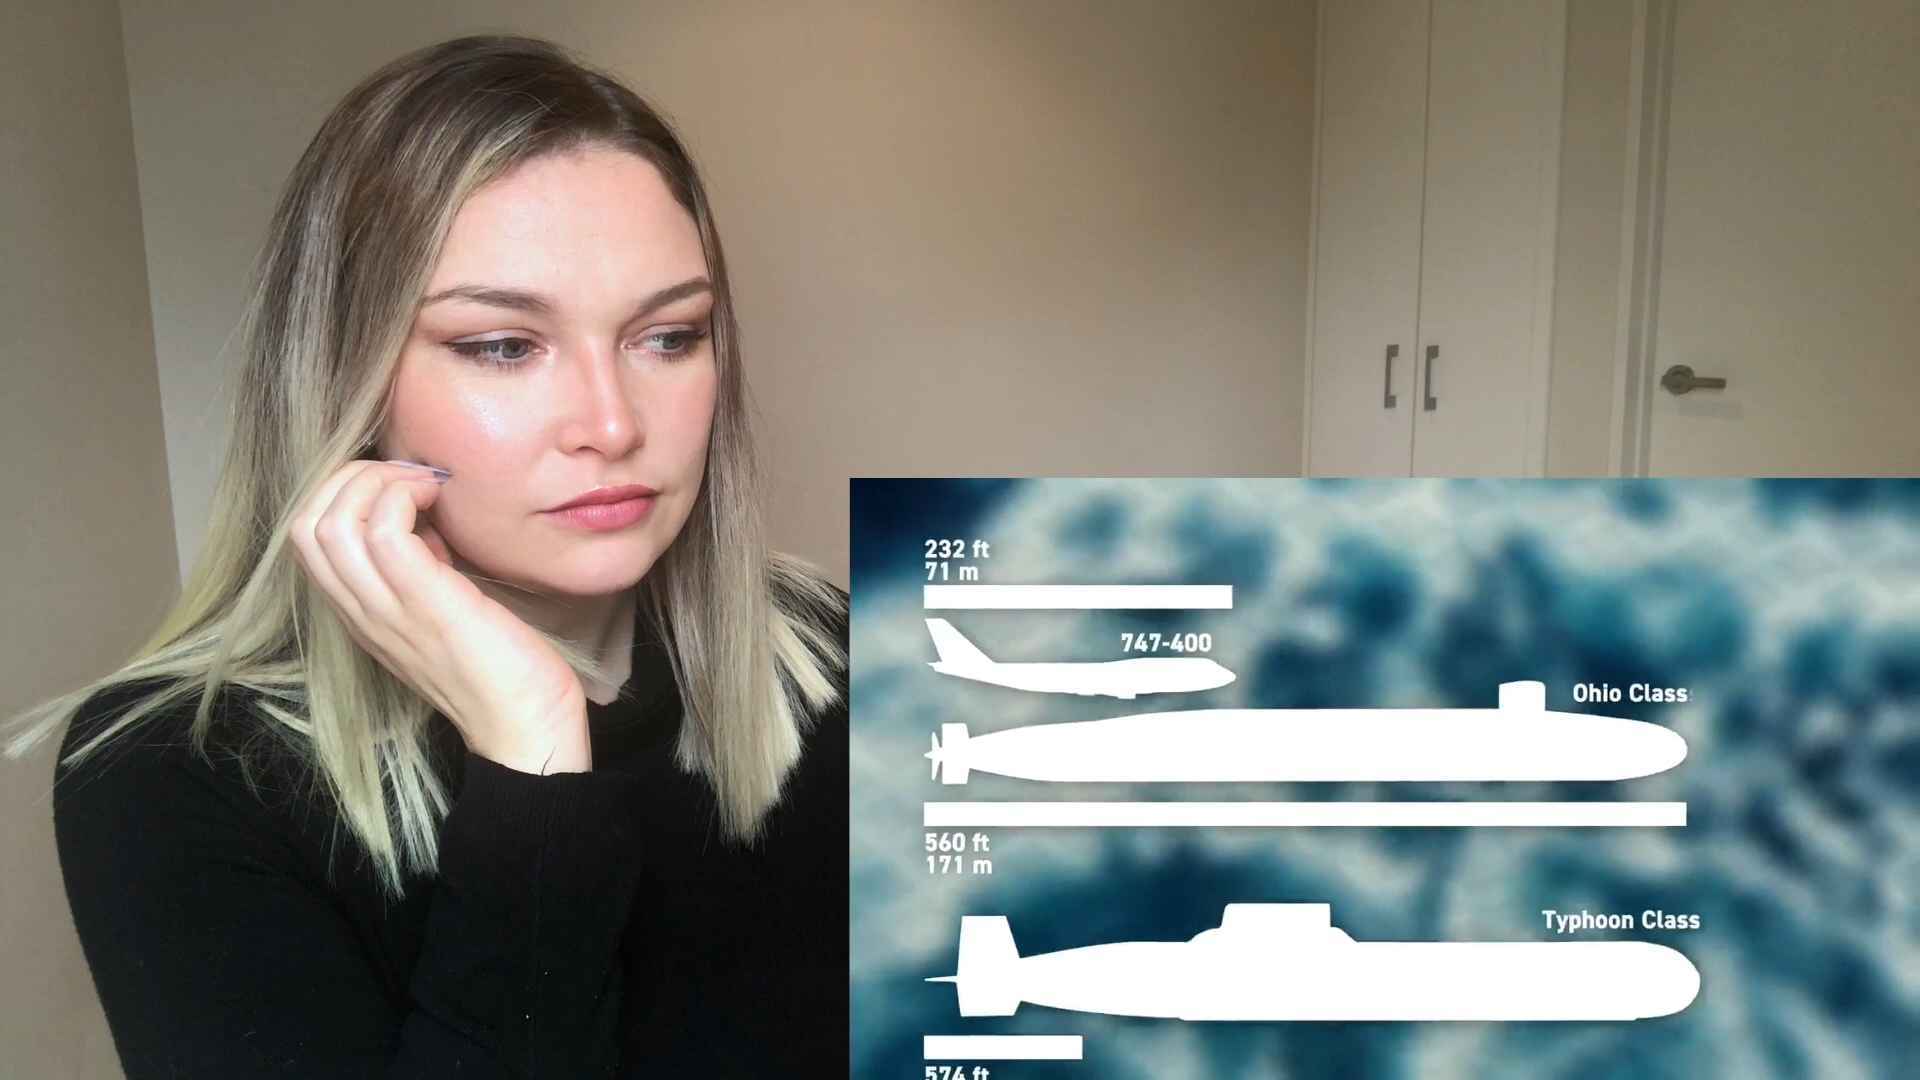 232 ft
71 m
747-400
Ohio Class
560 ft
171 m
Typhoon Class
574 ft